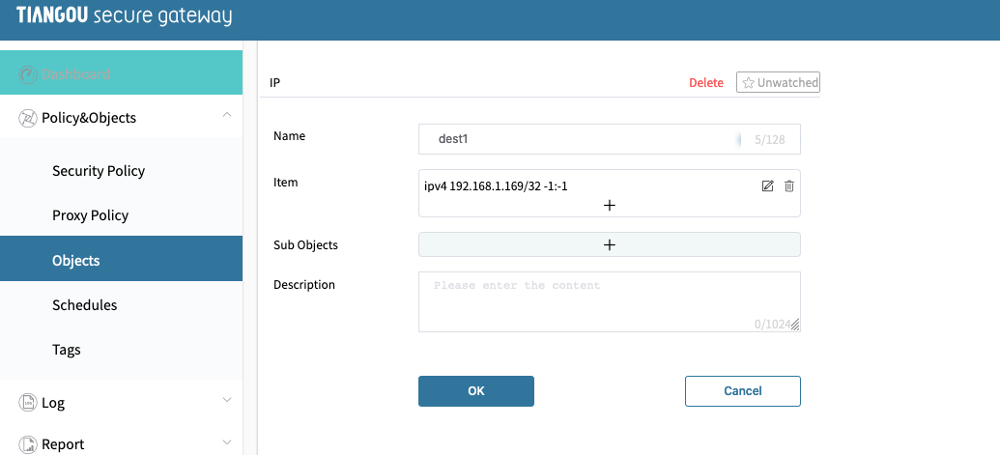 TIANGOU secure gateway
Dashboard
Policy&Objects
Security Policy
Proxy Policy
Objects
Schedules
Tags
Log
Report
IP
Delete
Unwatched
Name
dest1
5/128
Item
ipv4 192.168.1.169/32 -1:-1
+
Sub Objects
+
Description
Please enter the content
0/1024
OK
Cancel